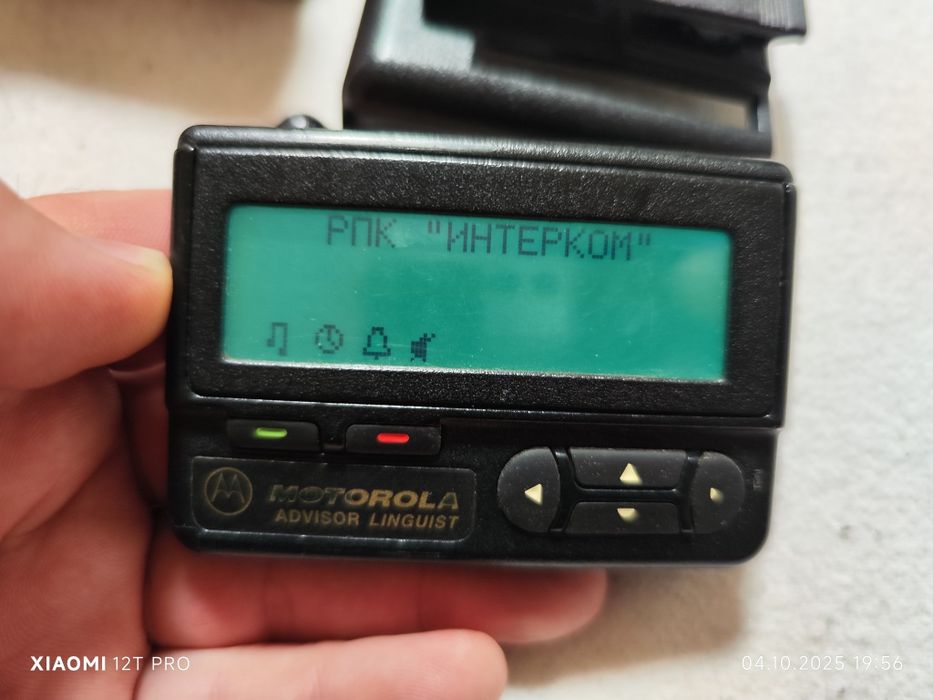 РПК "ИНТЕРКОМ"
MOTOROLA
ADVISOR LINGUIST
XIAOMI 12T PRO
04.10.2025 19:56